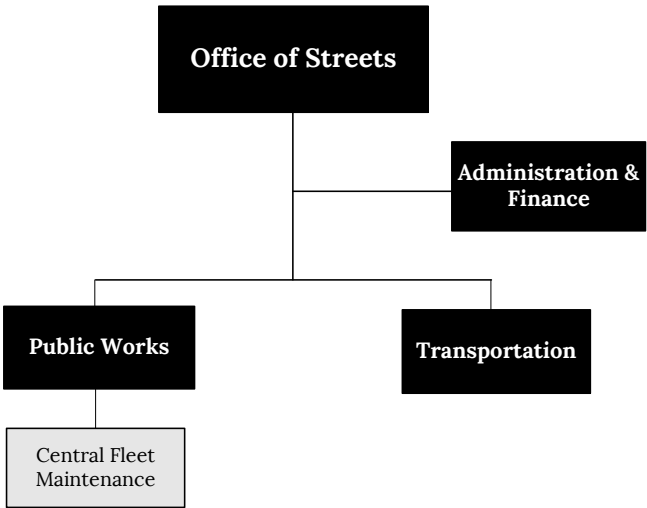 Office of Streets
Administration &
Finance
Public Works
Transportation
Central Fleet
Maintenance